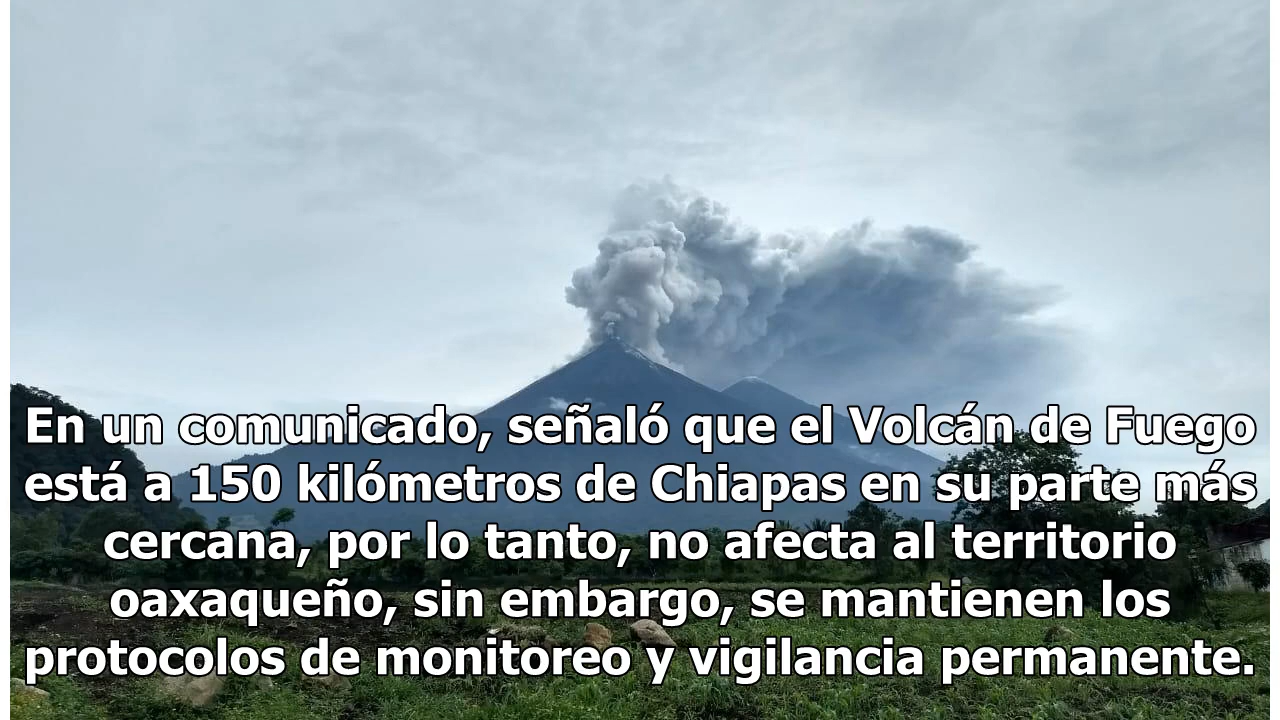 En un comunicado, señaló que el Volcán de Fuego
está a 150 kilómetros de Chiapas en su parte más
cercana, por lo tanto, no afecta al territorio
oaxaqueño, sin embargo, se mantienen los
protocolos de monitoreo y vigilancia permanente.